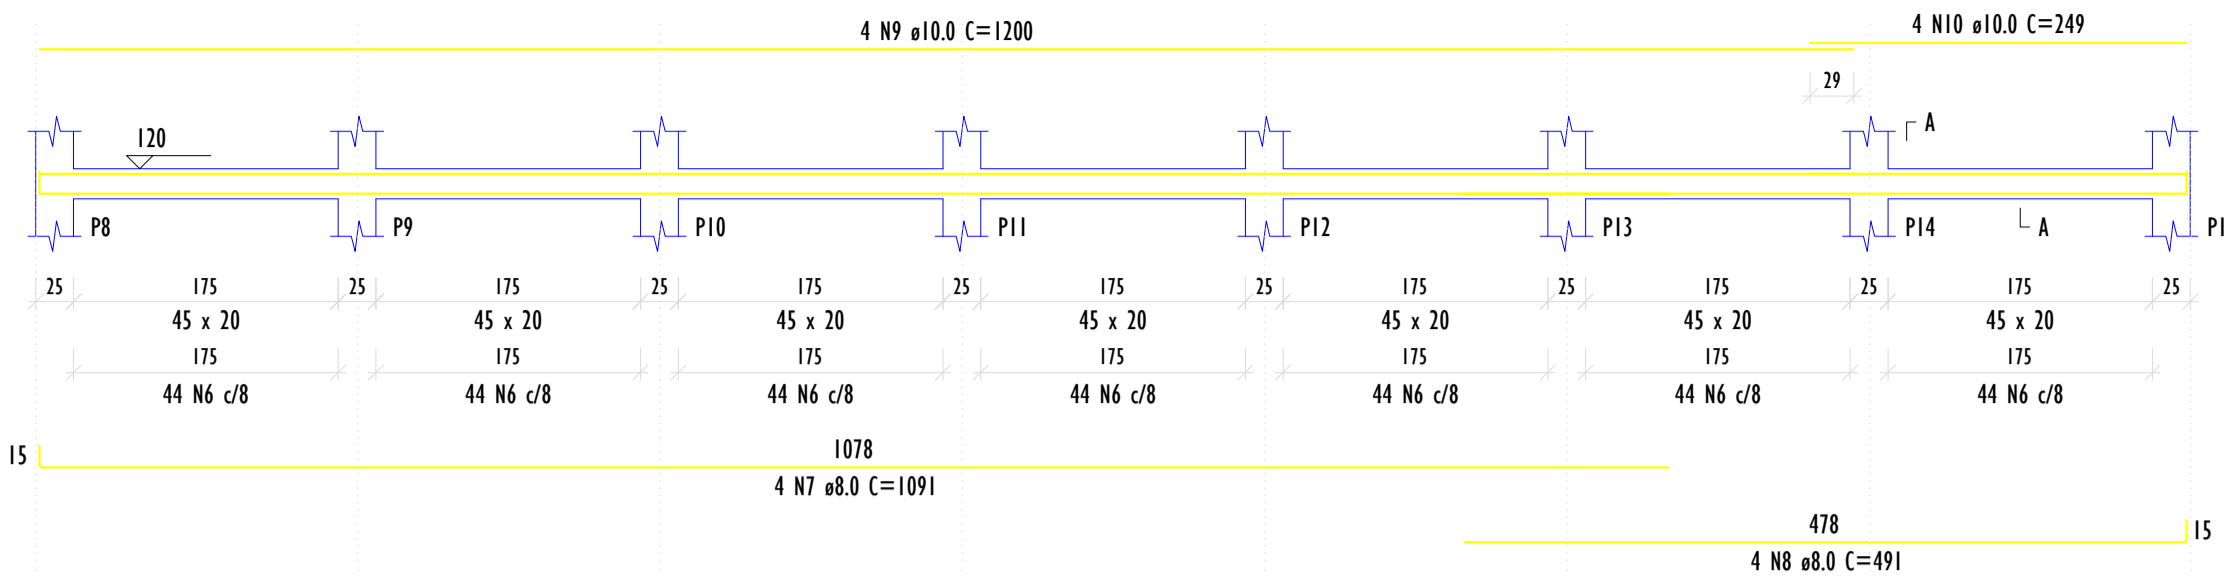 4 N9 ø10.0 C=1200
4 N10 ø10.0 C=249
29
A
120
P8 P9 P10 P11 P12 P13 P14 A P1
25 175 25 175 25 175 25 175 25 175 25 175 25 175 25
45 x 20 45 x 20 45 x 20 45 x 20 45 x 20 45 x 20 45 x 20
175 175 175 175 175 175 175
44 N6 c/8 44 N6 c/8 44 N6 c/8 44 N6 c/8 44 N6 c/8 44 N6 c/8 44 N6 c/8
15 1078
4 N7 ø8.0 C=1091
478 15
4 N8 ø8.0 C=491